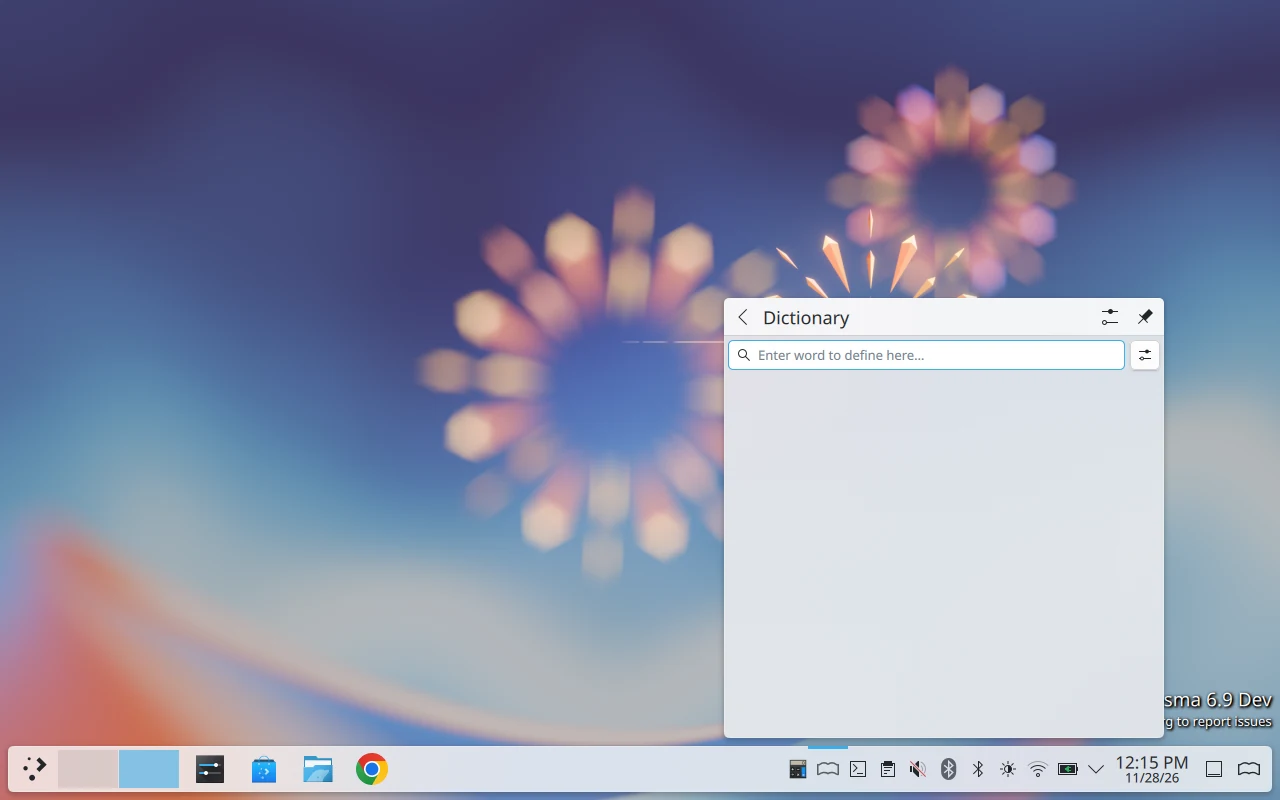 Dictionary
Enter word to define here...
sma 6.9 Dev
g to report issues
12:15 PM
11/28/26